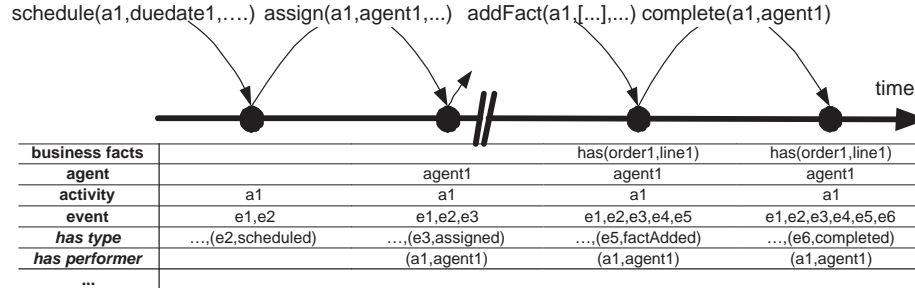 schedule(a1,duedate1,….) assign(a1,agent1,...) addFact(a1,[...],...) complete(a1,agent1)
time
business facts has(order1,line1) has(order1,line1)
agent agent1 agent1 agent1
activity a1 a1 a1 a1
event e1,e2 e1,e2,e3 e1,e2,e3,e4,e5 e1,e2,e3,e4,e5,e6
has type …,(e2,scheduled) …,(e3,assigned) …,(e5,factAdded) …,(e6,completed)
has performer (a1,agent1) (a1,agent1) (a1,agent1)
...